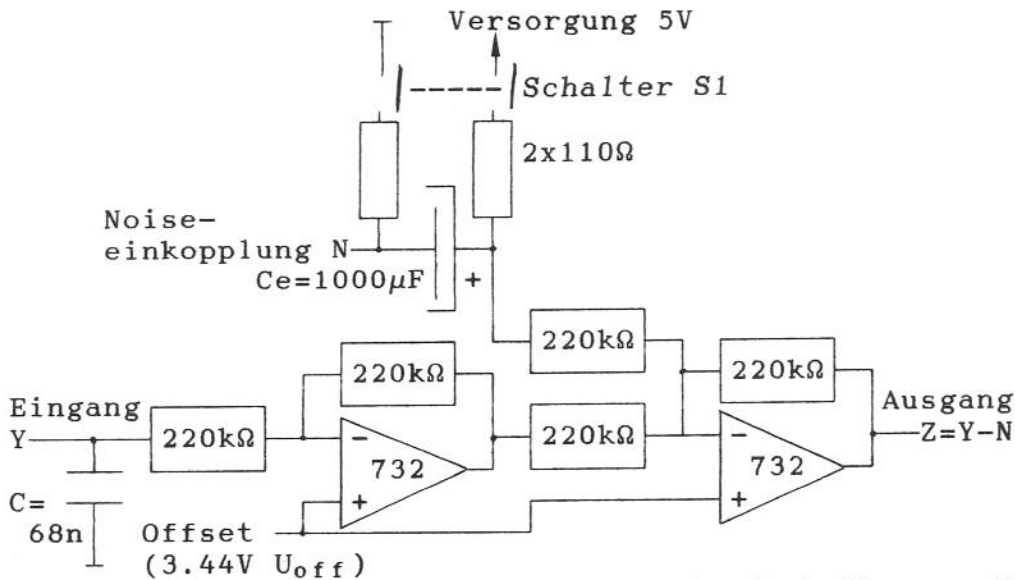 Versorgung 5V
Schalter S1
2x110Ω
Noise-
einkopplung N
Ce=1000μF
+
220kΩ
220kΩ
220kΩ
Eingang
Y
220kΩ
220kΩ
Ausgang
Z=Y-N
-
732
+
-
732
+
C=
68n
Offset
(3.44V Uoff)